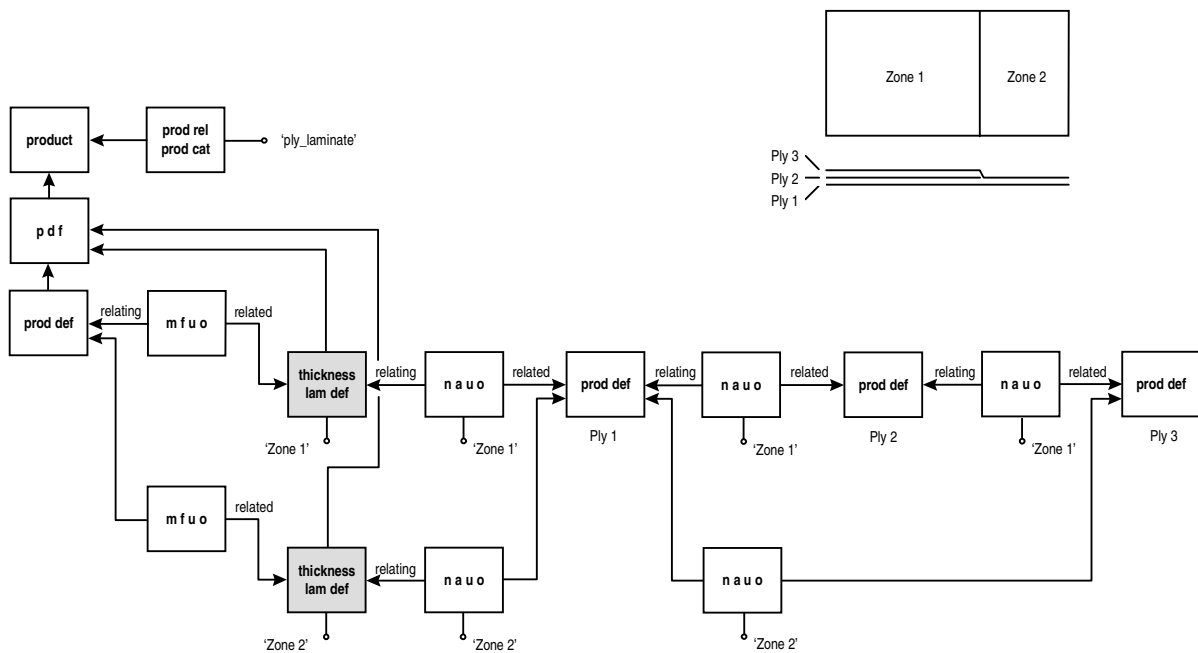 Zone 1
Zone 2
product
prod rel
prod cat
‘ply_laminate’
Ply 3
Ply 2
Ply 1
p d f
prod def
relating
m f u o
related
thickness
lam def
relating
n a u o
related
prod def
relating
n a u o
related
prod def
relating
n a u o
related
prod def
‘Zone 1’
‘Zone 1’
Ply 1
‘Zone 1’
Ply 2
‘Zone 1’
Ply 3
m f u o
related
thickness
lam def
relating
n a u o
n a u o
‘Zone 2’
‘Zone 2’
‘Zone 2’